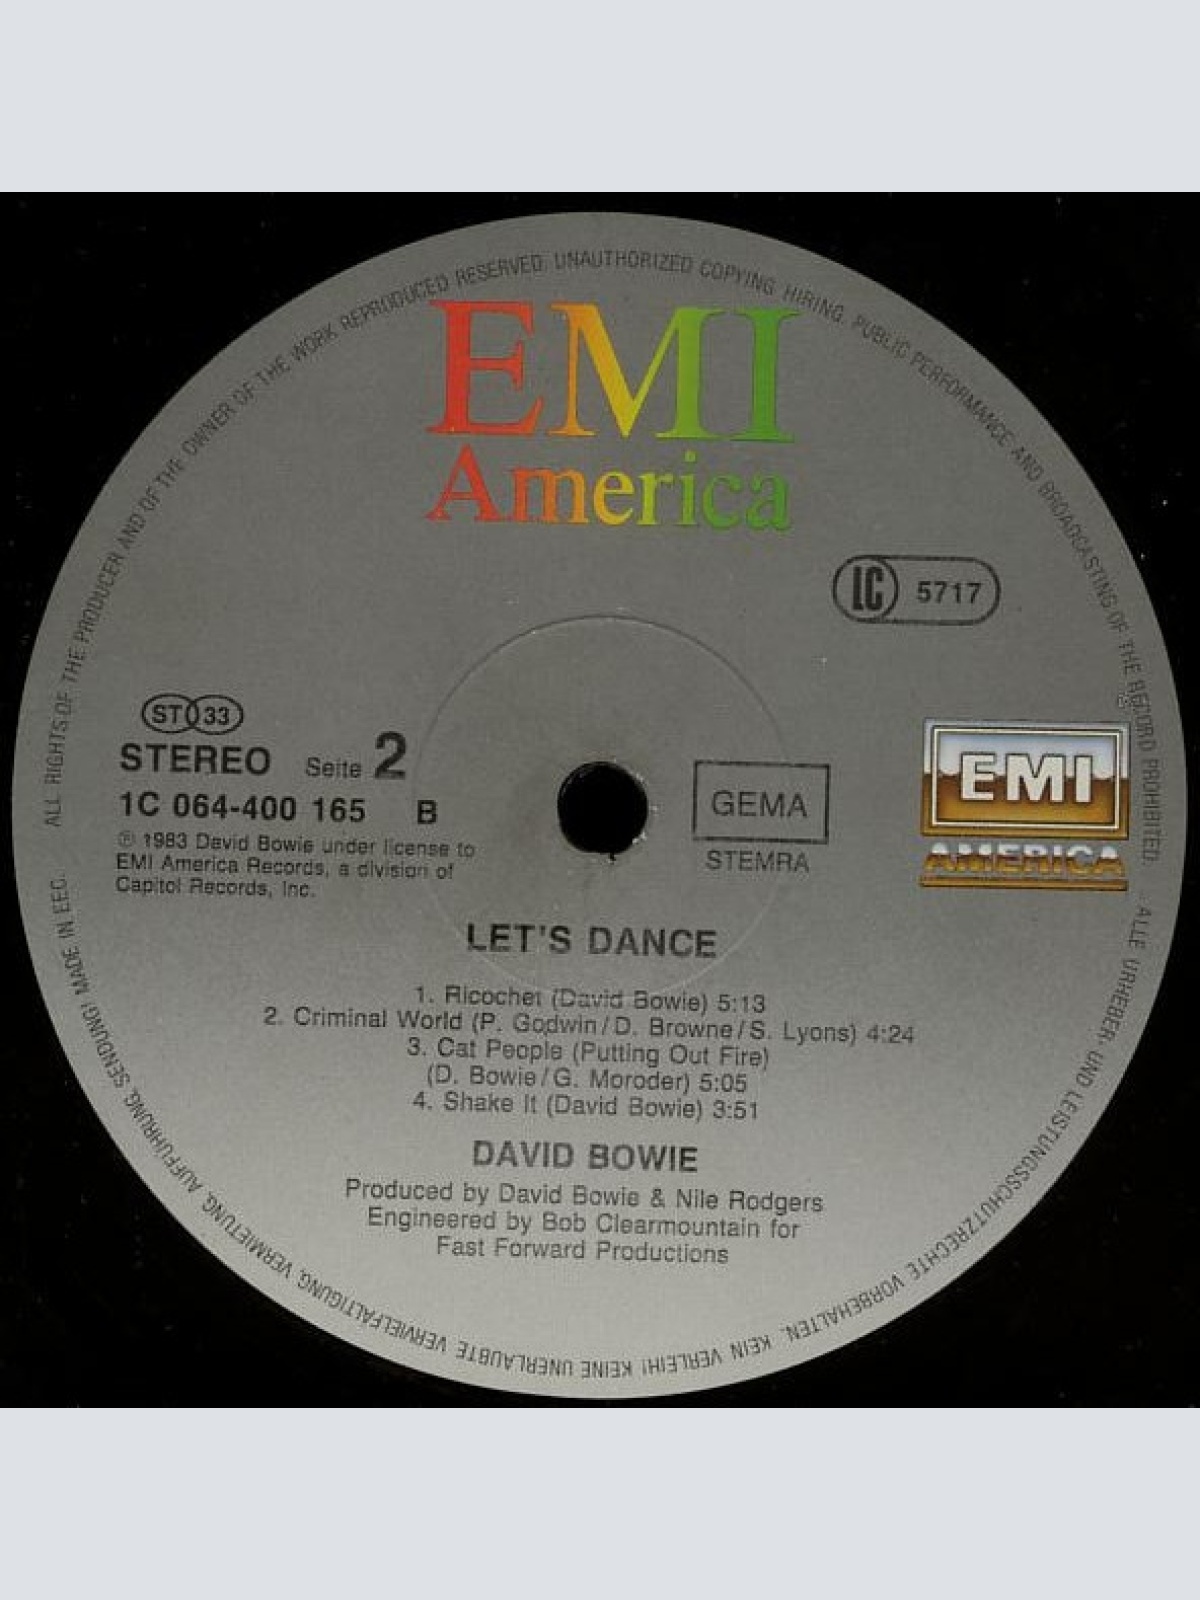 ALL RIGHTS OF THE PRODUCER AND OF THE OWNER OF THE WORK REPRODUCED RESERVED. UNAUTHORIZED COPYING, HIRING, PUBLIC PERFORMANCE AND BROADCASTING OF THE RECORD PROHIBITED.
EMI
America
LC 5717
ST 33
STEREO Seite 2
1C 064-400 165 B
℗ 1983 David Bowie under license to
EMI America Records, a division of
Capitol Records, Inc.
GEMA
STEMRA
EMI
AMERICA
LET'S DANCE
1. Ricochet (David Bowie) 5:13
2. Criminal World (P. Godwin/D. Browne/S. Lyons) 4:24
3. Cat People (Putting Out Fire)
(D. Bowie/G. Moroder) 5:05
4. Shake It (David Bowie) 3:51
DAVID BOWIE
Produced by David Bowie & Nile Rodgers
Engineered by Bob Clearmountain for
Fast Forward Productions
ALLE URHEBER- UND LEISTUNGSSCHUTZRECHTE VORBEHALTEN. KEIN VERLEIH! KEINE UNERLAUBTE VERVIELFÄLTIGUNG, VERMIETUNG, AUFFÜHRUNG, SENDUNG! MADE IN EEC.